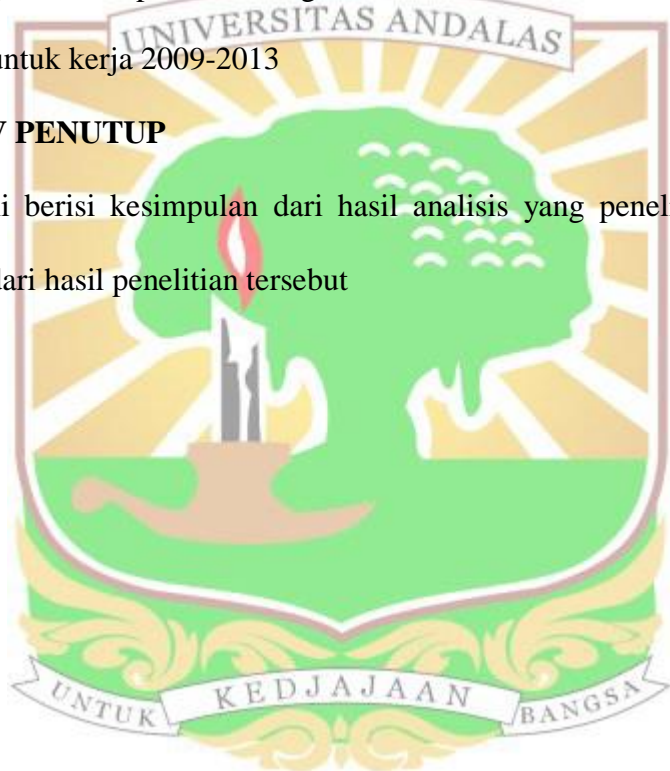 UNIVERSITAS ANDALAS
untuk kerja 2009-2013
PENUTUP
berisi kesimpulan dari hasil analisis yang
dari hasil penelitian tersebut
UNTUK KEDJAJAAN BANGSA